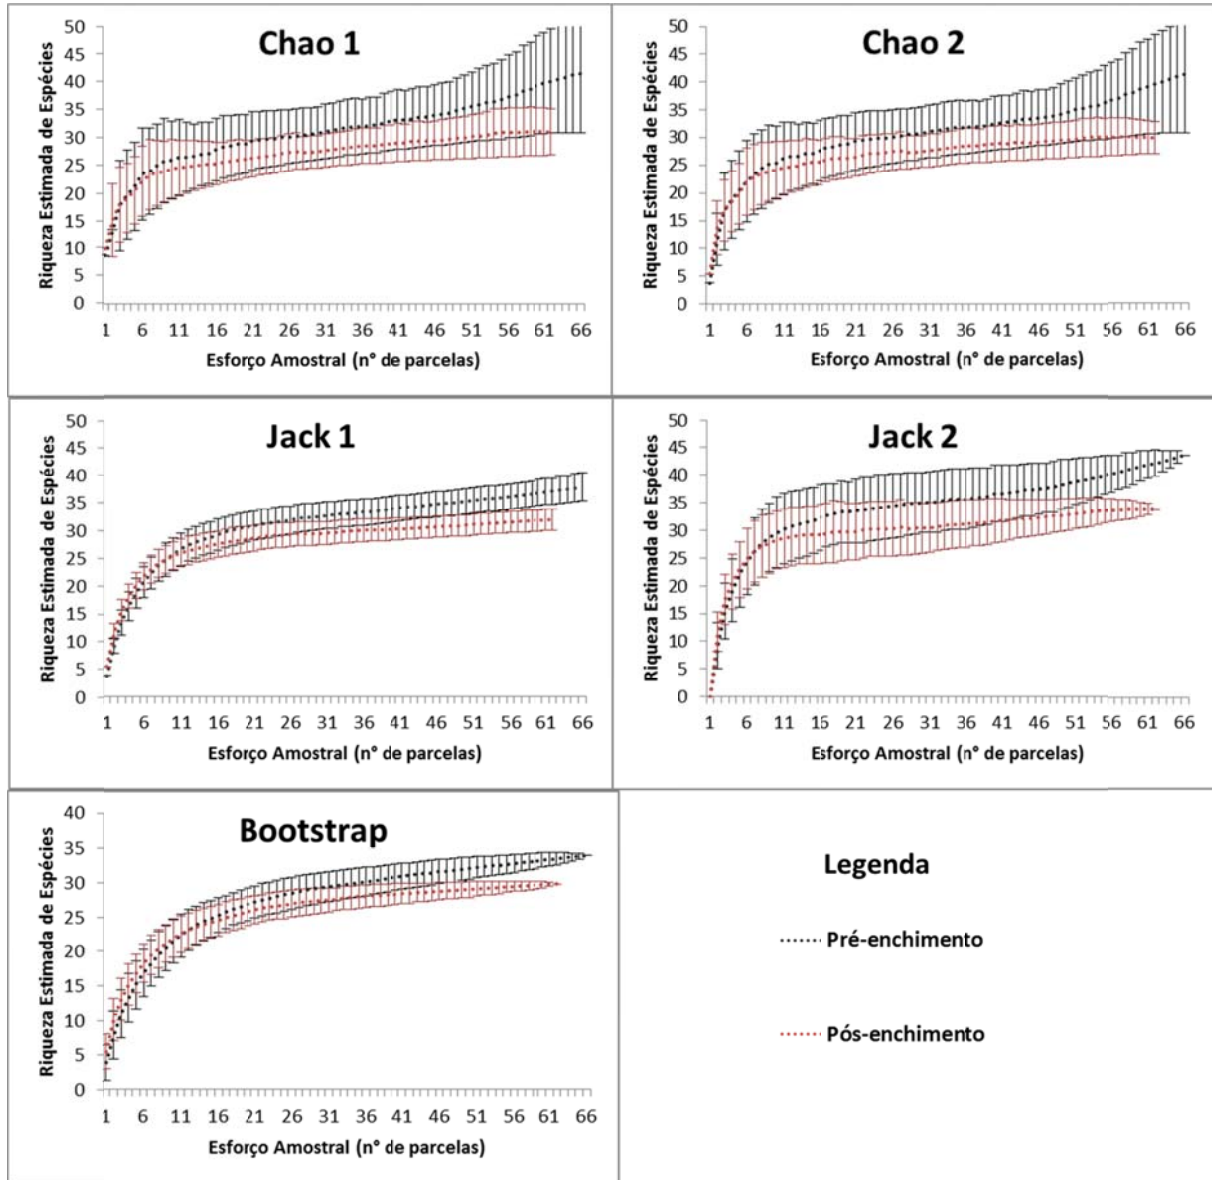 Chao 1
Riqueza Estimada de Espécies
50
45
40
35
30
25
20
15
10
5
0
1 6 11 16 21 26 31 36 41 46 51 56 61 66
Esforço Amostral (n° de parcelas)
Chao 2
Riqueza Estimada de Espécies
50
45
40
35
30
25
20
15
10
5
0
1 6 11 16 21 26 31 36 41 46 51 56 61 66
Esforço Amostral (n° de parcelas)
Jack 1
Riqueza Estimada de Espécies
50
45
40
35
30
25
20
15
10
5
0
1 6 11 16 21 26 31 36 41 46 51 56 61 66
Esforço Amostral (n° de parcelas)
Jack 2
Riqueza Estimada de Espécies
50
45
40
35
30
25
20
15
10
5
0
1 6 11 16 21 26 31 36 41 46 51 56 61 66
Esforço Amostral (n° de parcelas)
Bootstrap
Riqueza Estimada de Espécies
40
35
30
25
20
15
10
5
0
1 6 11 16 21 26 31 36 41 46 51 56 61 66
Esforço Amostral (n° de parcelas)
Legenda
Pré-enchimento
Pós-enchimento